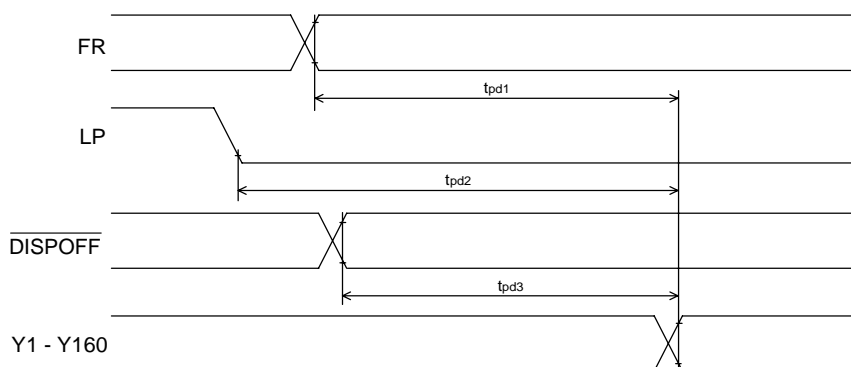 FR
tpd1
LP
tpd2
DISPOFF
tpd3
Y1 - Y160